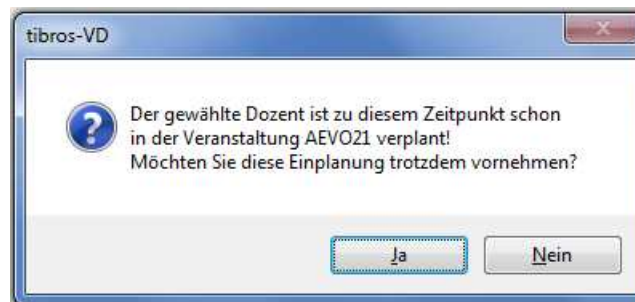 tibros-VD
Der gewählte Dozent ist zu diesem Zeitpunkt schon
in der Veranstaltung AEVO21 verplant!
Möchten Sie diese Einplanung trotzdem vornehmen?
Ja
Nein